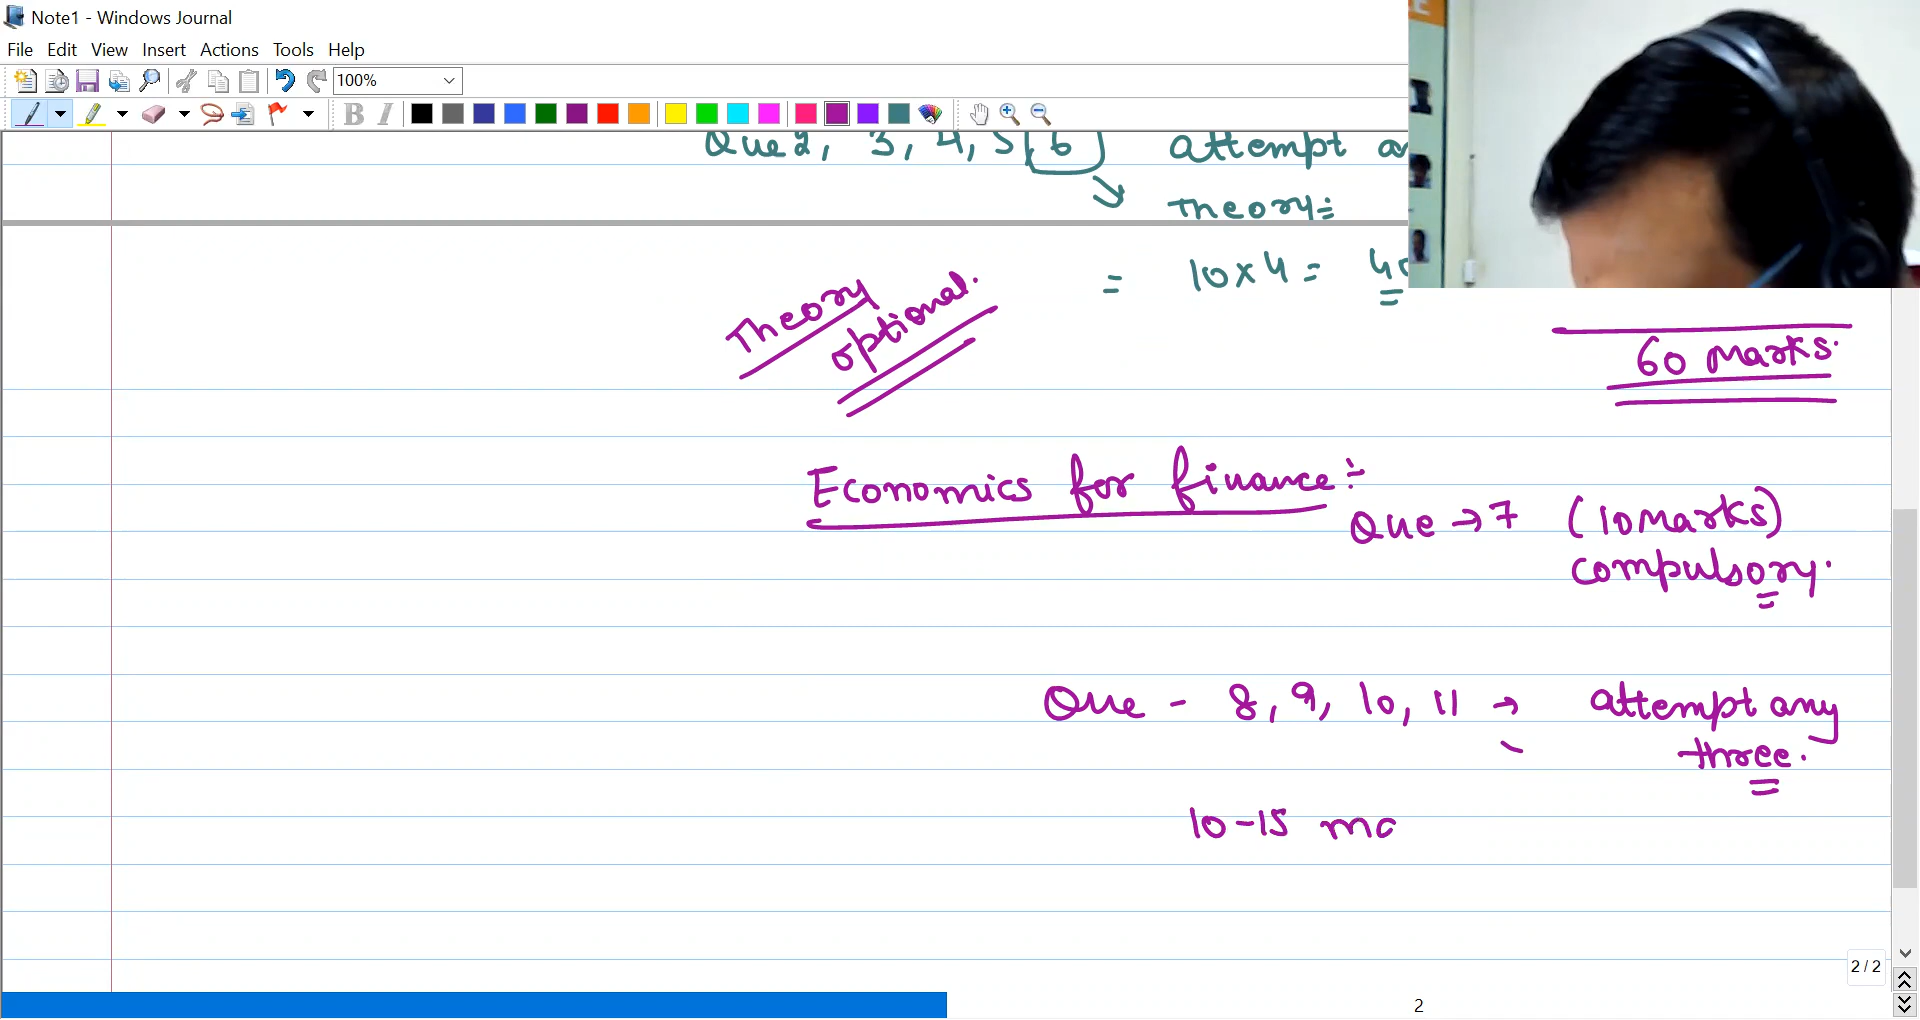 Note1 - Windows Journal
File Edit View Insert Actions Tools Help
100%
B I
Que 2, 3, 4, 5, 6 attempt
Theory:
= 10 x 4 =
Theory
optional.
60 Marks.
Economics for finance :-
Que → 7 (10 Marks)
compulsory.
Que - 8, 9, 10, 11 → attempt any
three.
10-15 ma
2 / 2
2